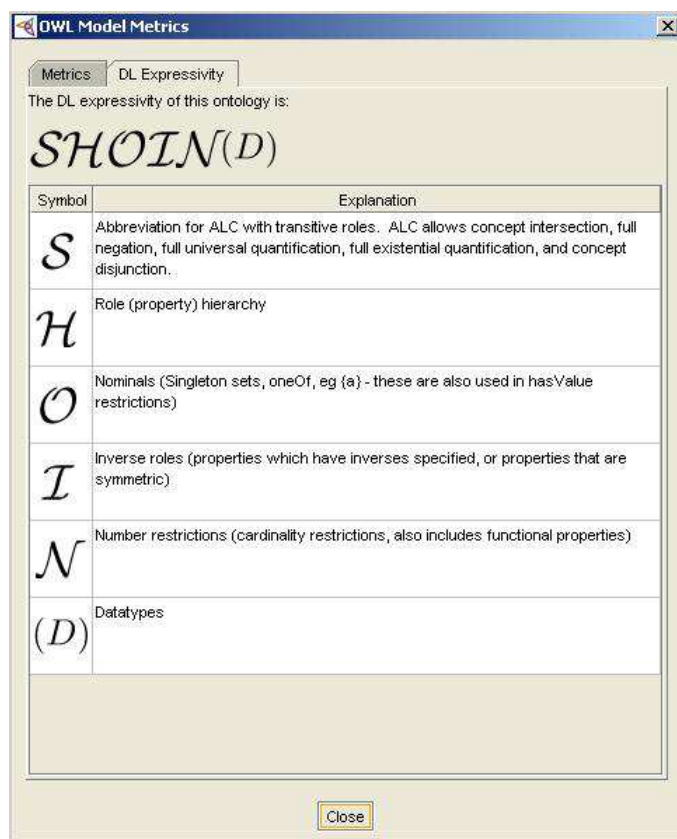 OWL Model Metrics
Metrics
DL Expressivity
The DL expressivity of this ontology is:
SHOIN(D)
Symbol
Explanation
S
Abbreviation for ALC with transitive roles. ALC allows concept intersection, full
negation, full universal quantification, full existential quantification, and concept
disjunction.
H
Role (property) hierarchy
O
Nominals (Singleton sets, oneOf, eg {a} - these are also used in hasValue
restrictions)
I
Inverse roles (properties which have inverses specified, or properties that are
symmetric)
N
Number restrictions (cardinality restrictions, also includes functional properties)
(D)
Datatypes
Close